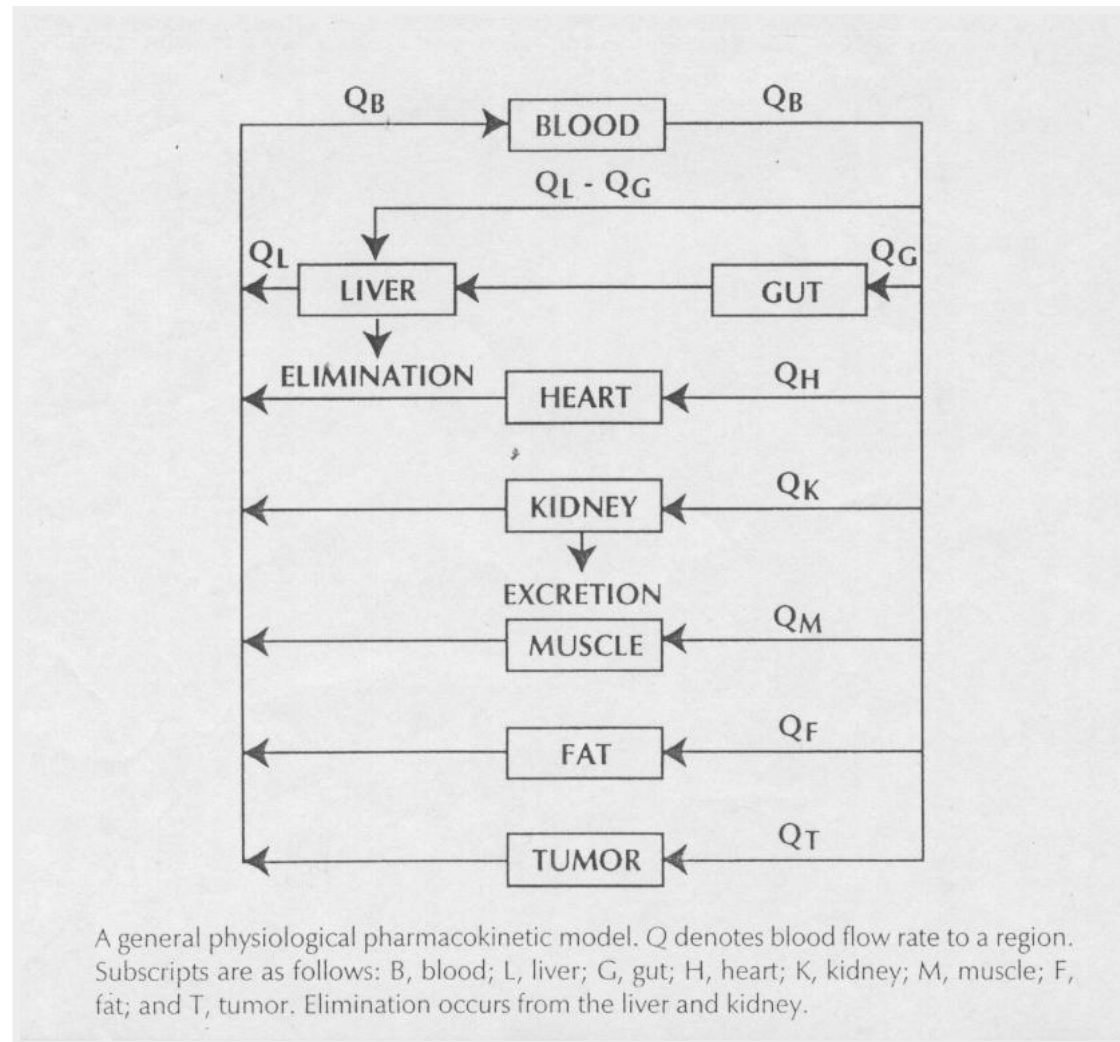 QB QB
BLOOD
QL - QG
QL QG
LIVER GUT
ELIMINATION
QH
HEART
QK
KIDNEY
EXCRETION
QM
MUSCLE
QF
FAT
QT
TUMOR
A general physiological pharmacokinetic model. Q denotes blood flow rate to a region.
Subscripts are as follows: B, blood; L, liver; G, gut; H, heart; K, kidney; M, muscle; F,
fat; and T, tumor. Elimination occurs from the liver and kidney.